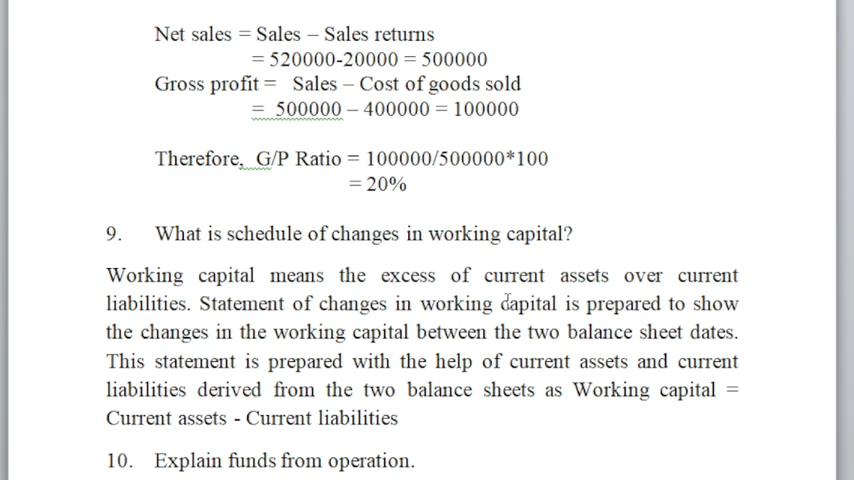 Net sales = Sales – Sales returns
= 520000-20000 = 500000
Gross profit = Sales – Cost of goods sold
= 500000 – 400000 = 100000
Therefore, G/P Ratio = 100000/500000*100
= 20%
9. What is schedule of changes in working capital?
Working capital means the excess of current assets over current
liabilities. Statement of changes in working capital is prepared to show
the changes in the working capital between the two balance sheet dates.
This statement is prepared with the help of current assets and current
liabilities derived from the two balance sheets as Working capital =
Current assets - Current liabilities
10. Explain funds from operation.